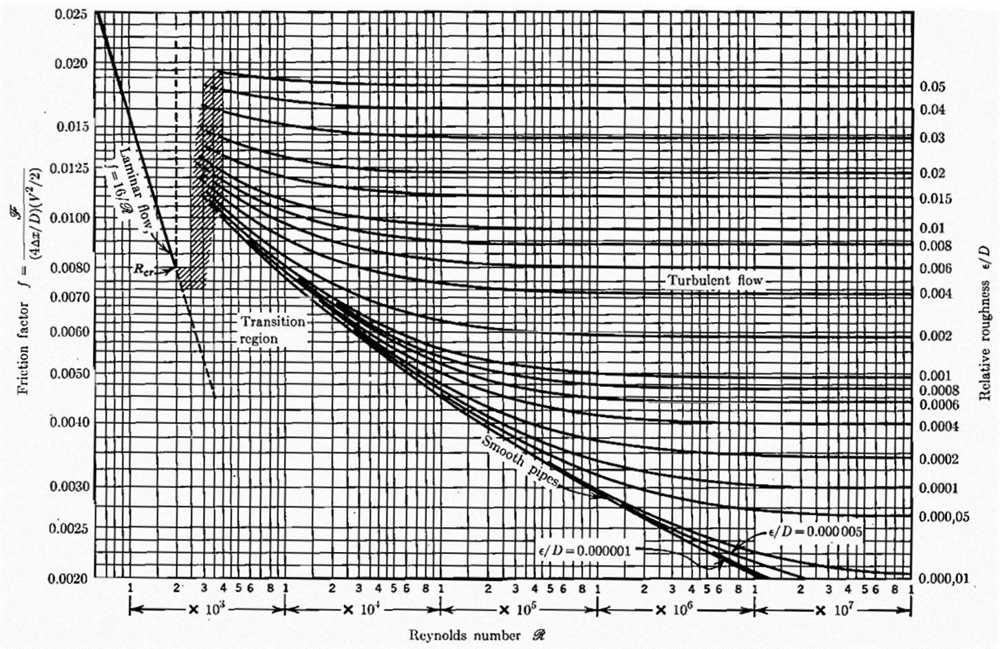 0.025
0.020
0.015
0.0125
0.0100
0.0080
0.0070
0.0060
0.0050
0.0040
0.0030
0.0025
0.0020
Friction factor f = ℱ / (4Δx/D)(V²/2)
Laminar flow,
f = 16/ℛ
R_cr
Transition
region
Turbulent flow
Smooth pipes
ϵ/D = 0.000005
ϵ/D = 0.000001
0.05
0.04
0.03
0.02
0.015
0.01
0.008
0.006
0.004
0.002
0.001
0.0008
0.0006
0.0004
0.0002
0.0001
0.000,05
0.000,01
Relative roughness ϵ/D
1 2 3 4 5 6 8 1 2 3 4 5 6 8 1 2 3 4 5 6 8 1 2 3 4 5 6 8 1 2 3 4 5 6 8 1
× 10³ × 10⁴ × 10⁵ × 10⁶ × 10⁷
Reynolds number ℛ